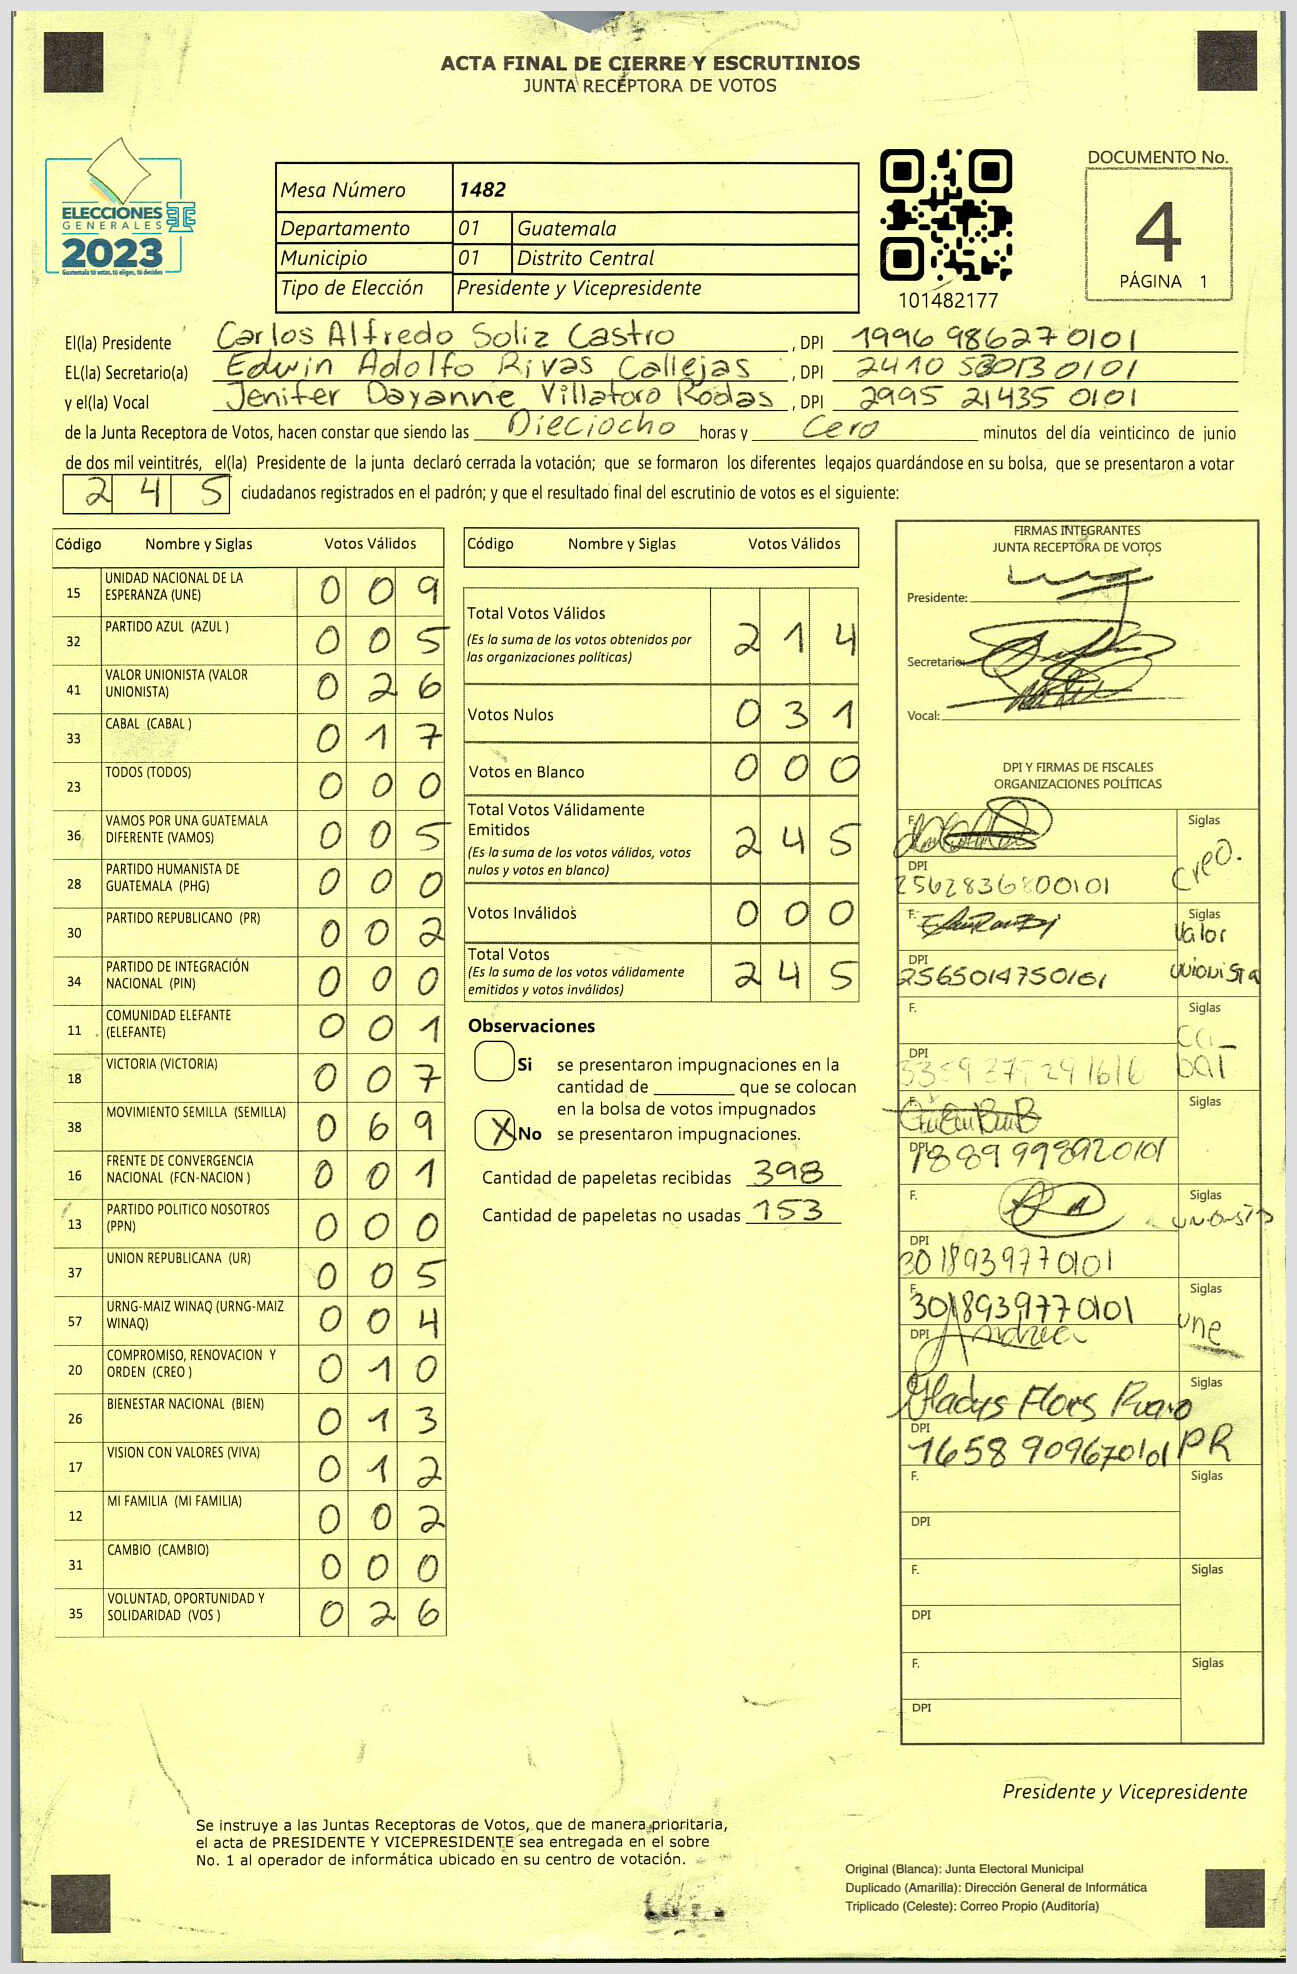 ACTA FINAL DE CIERRE Y ESCRUTINIOS
JUNTA RECEPTORA DE VOTOS
ELECCIONES
GENERALES
2023
Guatemala tú votas, tú eliges, tú decides
Mesa Número 1482
Departamento 01 Guatemala
Municipio 01 Distrito Central
Tipo de Elección Presidente y Vicepresidente
101482177
DOCUMENTO No.
4
PÁGINA 1
El(la) Presidente Carlos Alfredo Soliz Castro, DPI 1996 98627 0101
EL(la) Secretario(a) Edwin Adolfo Rivas Callejas, DPI 2410 53013 0101
y el(la) Vocal Jenifer Dayanne Villatoro Rodas, DPI 2995 21435 0101
de la Junta Receptora de Votos, hacen constar que siendo las Dieciocho horas y Cero minutos del día veinticinco de junio
de dos mil veintitrés, el(la) Presidente de la junta declaró cerrada la votación; que se formaron los diferentes legajos guardándose en su bolsa, que se presentaron a votar
245 ciudadanos registrados en el padrón; y que el resultado final del escrutinio de votos es el siguiente:
Código Nombre y Siglas Votos Válidos
15 UNIDAD NACIONAL DE LA ESPERANZA (UNE) 0 0 9
32 PARTIDO AZUL (AZUL ) 0 0 5
41 VALOR UNIONISTA (VALOR UNIONISTA) 0 2 6
33 CABAL (CABAL ) 0 1 7
23 TODOS (TODOS) 0 0 0
36 VAMOS POR UNA GUATEMALA DIFERENTE (VAMOS) 0 0 5
28 PARTIDO HUMANISTA DE GUATEMALA (PHG) 0 0 0
30 PARTIDO REPUBLICANO (PR) 0 0 2
34 PARTIDO DE INTEGRACIÓN NACIONAL (PIN) 0 0 0
11 COMUNIDAD ELEFANTE (ELEFANTE) 0 0 1
18 VICTORIA (VICTORIA) 0 0 7
38 MOVIMIENTO SEMILLA (SEMILLA) 0 6 9
16 FRENTE DE CONVERGENCIA NACIONAL (FCN-NACION ) 0 0 1
13 PARTIDO POLITICO NOSOTROS (PPN) 0 0 0
37 UNION REPUBLICANA (UR) 0 0 5
57 URNG-MAIZ WINAQ (URNG-MAIZ WINAQ) 0 0 4
20 COMPROMISO, RENOVACION Y ORDEN (CREO ) 0 1 0
26 BIENESTAR NACIONAL (BIEN) 0 1 3
17 VISION CON VALORES (VIVA) 0 1 2
12 MI FAMILIA (MI FAMILIA) 0 0 2
31 CAMBIO (CAMBIO) 0 0 0
35 VOLUNTAD, OPORTUNIDAD Y SOLIDARIDAD (VOS ) 0 2 6
Código Nombre y Siglas Votos Válidos
Total Votos Válidos 2 1 4
(Es la suma de los votos obtenidos por
las organizaciones políticas)
Votos Nulos 0 3 1
Votos en Blanco 0 0 0
Total Votos Válidamente
Emitidos 2 4 5
(Es la suma de los votos válidos, votos
nulos y votos en blanco)
Votos Inválidos 0 0 0
Total Votos 2 4 5
(Es la suma de los votos válidamente
emitidos y votos inválidos)
Observaciones
Si se presentaron impugnaciones en la
cantidad de ________ que se colocan
en la bolsa de votos impugnados
X No se presentaron impugnaciones.
Cantidad de papeletas recibidas 398
Cantidad de papeletas no usadas 153
FIRMAS INTEGRANTES
JUNTA RECEPTORA DE VOTOS
Presidente:
Secretario:
Vocal:
DPI Y FIRMAS DE FISCALES
ORGANIZACIONES POLÍTICAS
F. Siglas
Creo.
DPI
2562836800101
F. Siglas
Valor
unionista
DPI
2565014750101
F. Siglas
Ca_
bal
DPI
F. Siglas
DPI
1889998920101
F. Siglas
DPI
3018939770101
F. Siglas
3018939770101
une
DPI
Andrea
Siglas
Gladys Flores
PR
DPI
1658 909670101
F. Siglas
DPI
F. Siglas
DPI
F. Siglas
DPI
Presidente y Vicepresidente
Se instruye a las Juntas Receptoras de Votos, que de manera prioritaria,
el acta de PRESIDENTE Y VICEPRESIDENTE sea entregada en el sobre
No. 1 al operador de informática ubicado en su centro de votación.
Original (Blanca): Junta Electoral Municipal
Duplicado (Amarilla): Dirección General de Informática
Triplicado (Celeste): Correo Propio (Auditoría)